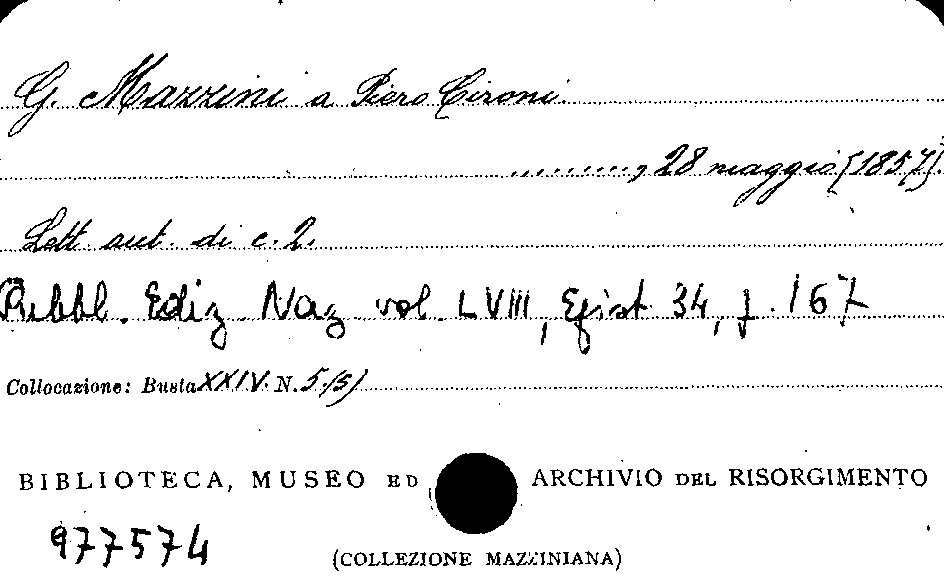 G. Mazzini a Piero Cironi.
.........., 28 maggio [1857].
Lett. aut. di c. 2.
Pubbl. Ediz. Naz. vol. LVIII, Epist. 34, p. 167
Collocazione: Busta XXIV. N. 5 (5)
BIBLIOTECA, MUSEO ED ARCHIVIO DEL RISORGIMENTO
977574
(COLLEZIONE MAZZINIANA)